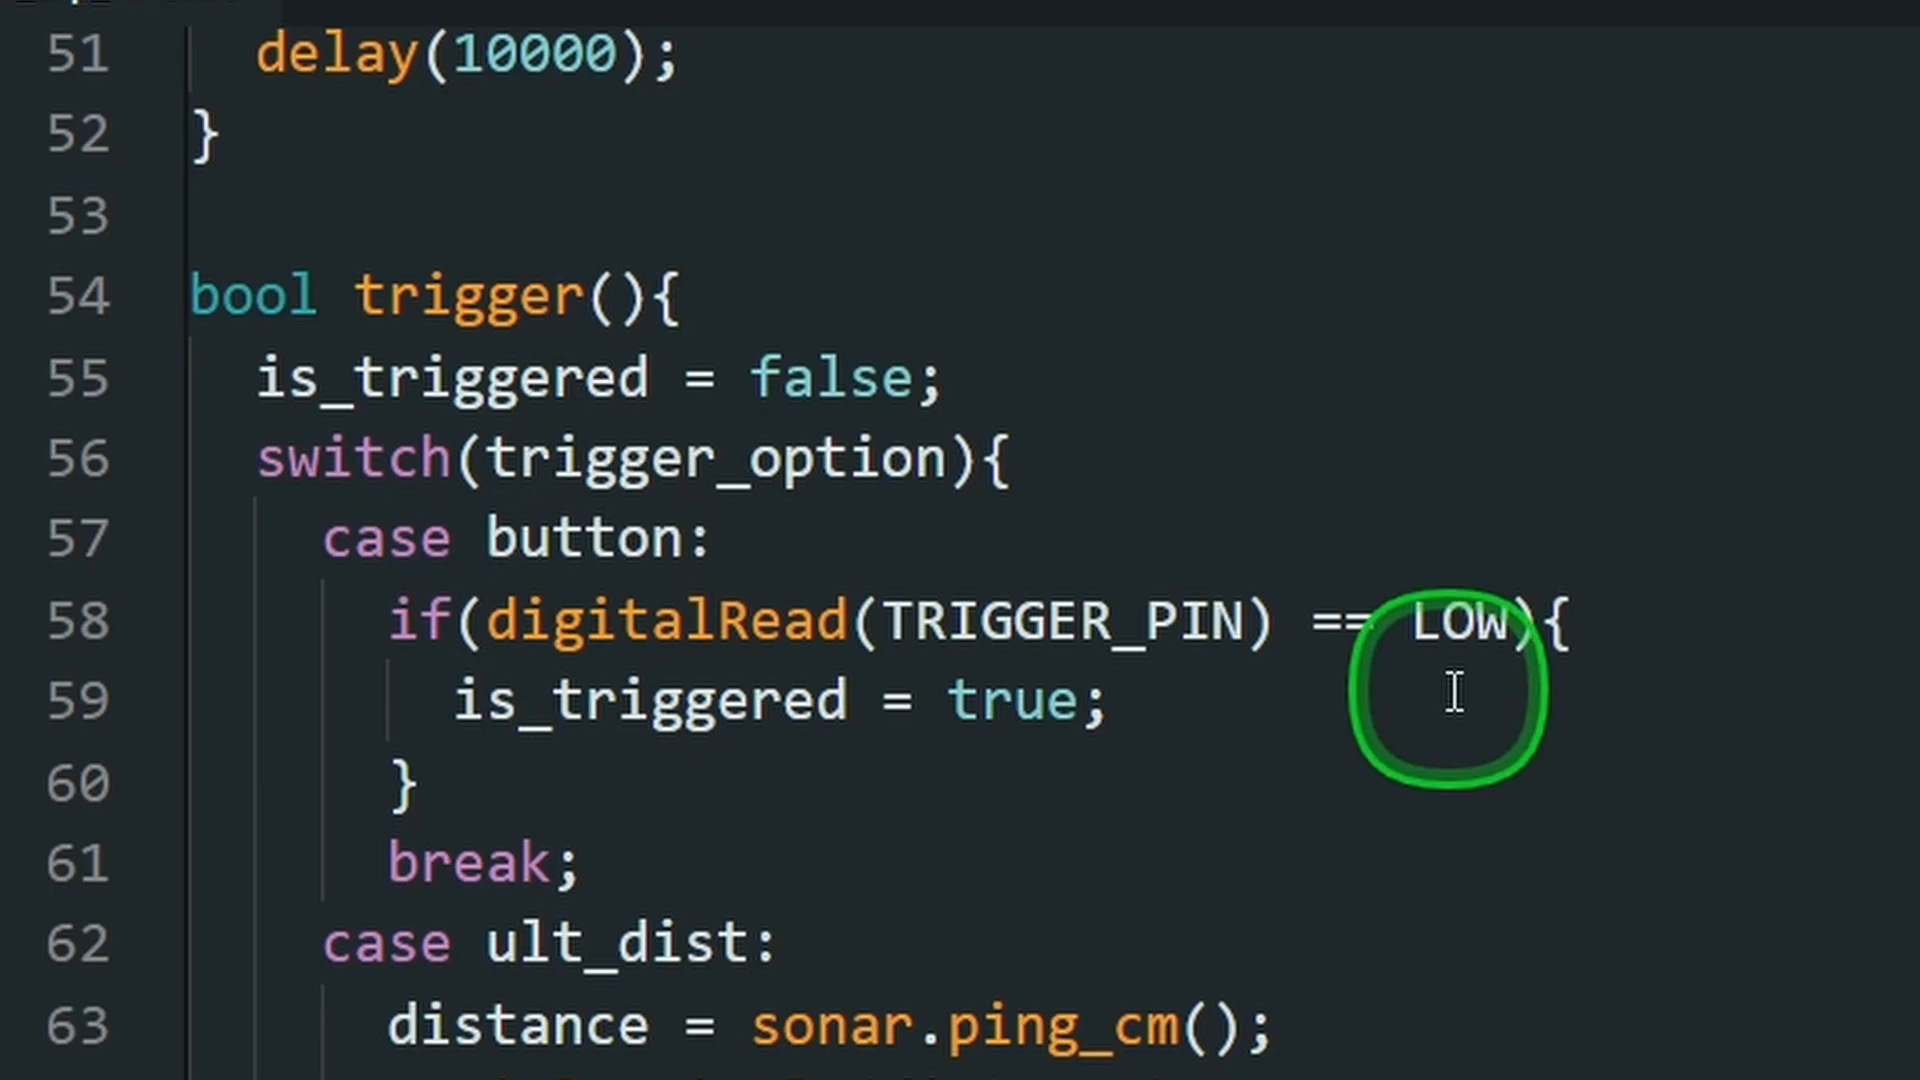 51 delay(10000);
52 }
53
54 bool trigger(){
55 is_triggered = false;
56 switch(trigger_option){
57 case button:
58 if(digitalRead(TRIGGER_PIN) == LOW){
59 is_triggered = true;
60 }
61 break;
62 case ult_dist:
63 distance = sonar.ping_cm();